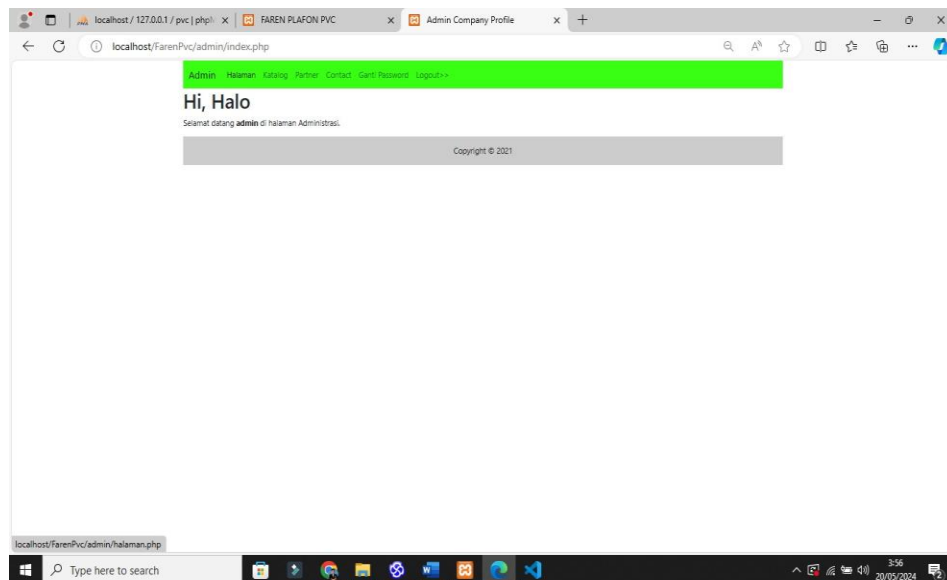 localhost / 127.0.0.1 / pvc | php
FAREN PLAFON PVC
Admin Company Profile
localhost/FarenPvc/admin/index.php
Admin Halaman Katalog Partner Contact Ganti Password Logout>>
Hi, Halo
Selamat datang admin di halaman Administrasi.
Copyright © 2021
localhost/FarenPvc/admin/halaman.php
Type here to search
3:56
20/05/2024